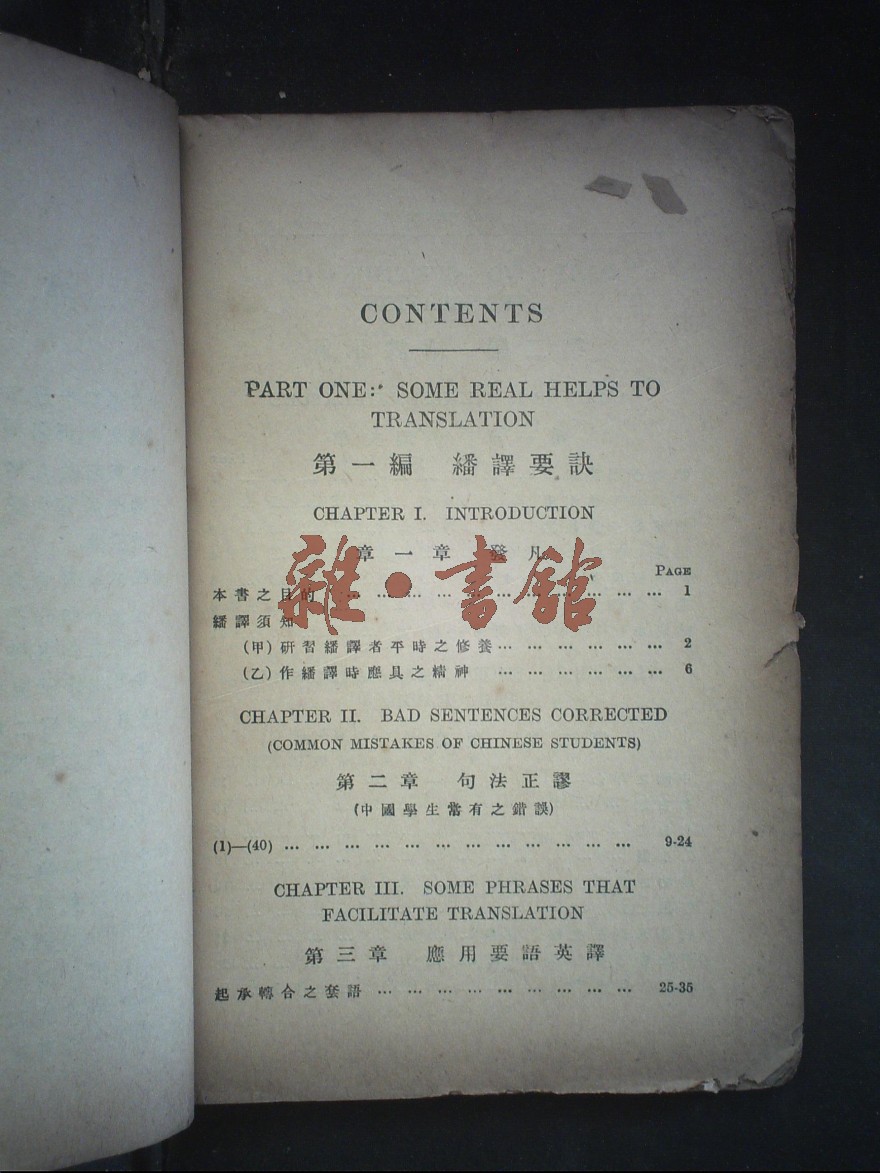 CONTENTS
PART ONE: SOME REAL HELPS TO
TRANSLATION
第一編 繙譯要訣
CHAPTER I. INTRODUCTION
章一章 發凡
PAGE
本書之目的 … … … … … … … … … … … 1
繙譯須知
(甲)研習繙譯者平時之修養… … … … … … 2
(乙)作繙譯時應具之精神 … … … … … … 6
雜·書館
CHAPTER II. BAD SENTENCES CORRECTED
(COMMON MISTAKES OF CHINESE STUDENTS)
第二章 句法正謬
(中國學生常有之錯誤)
(1)—(40) … … … … … … … … … … … … 9-24
CHAPTER III. SOME PHRASES THAT
FACILITATE TRANSLATION
第三章 應用要語英譯
起承轉合之套語 … … … … … … … … … 25-35